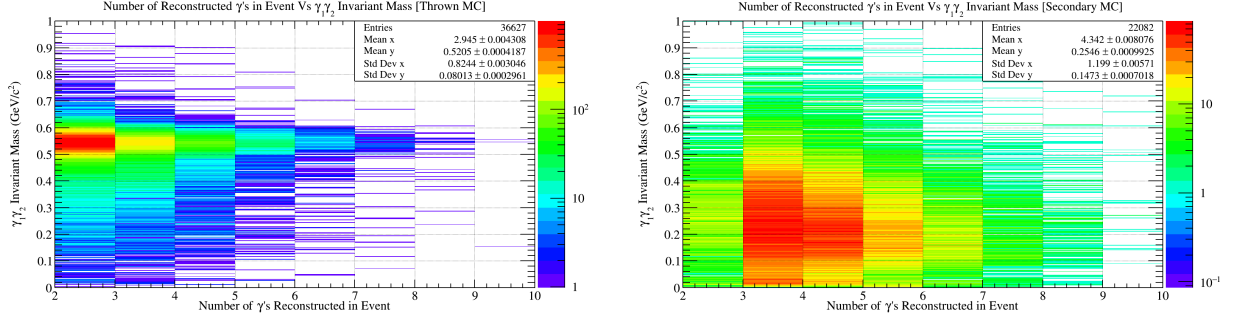 Number of Reconstructed γ's in Event Vs γ₁γ₂ Invariant Mass [Thrown MC]
Entries 36627
Mean x 2.945 ± 0.004308
Mean y 0.5205 ± 0.0004187
Std Dev x 0.8244 ± 0.003046
Std Dev y 0.08013 ± 0.0002961
γ₁γ₂ Invariant Mass (GeV/c²)
1
0.9
0.8
0.7
0.6
0.5
0.4
0.3
0.2
0.1
0
2 3 4 5 6 7 8 9 10
Number of γ's Reconstructed in Event
10²
10
1
Number of Reconstructed γ's in Event Vs γ₁γ₂ Invariant Mass [Secondary MC]
Entries 22082
Mean x 4.342 ± 0.008076
Mean y 0.2546 ± 0.0009925
Std Dev x 1.199 ± 0.00571
Std Dev y 0.1473 ± 0.0007018
γ₁γ₂ Invariant Mass (GeV/c²)
1
0.9
0.8
0.7
0.6
0.5
0.4
0.3
0.2
0.1
0
2 3 4 5 6 7 8 9 10
Number of γ's Reconstructed in Event
10
1
10⁻¹